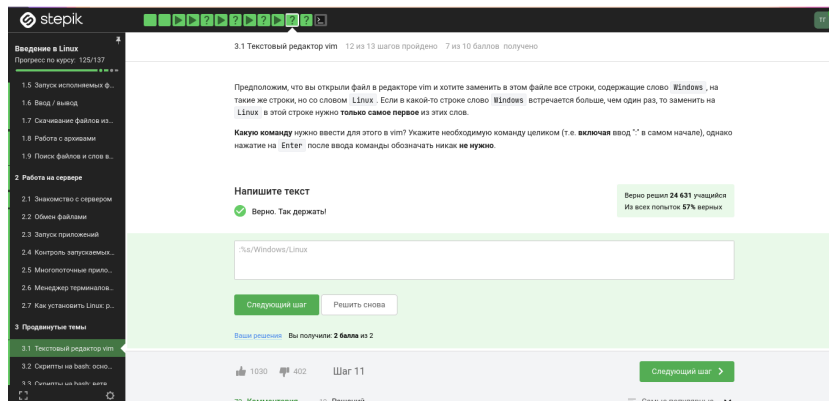 stepik
ТГ
Введение в Linux
Прогресс по курсу: 125/137
1.5 Запуск исполняемых ф...
1.6 Ввод / вывод
1.7 Скачивание файлов из...
1.8 Работа с архивами
1.9 Поиск файлов и слов в...
2 Работа на сервере
2.1 Знакомство с сервером
2.2 Обмен файлами
2.3 Запуск приложений
2.4 Контроль запускаемых...
2.5 Многопоточные прило...
2.6 Менеджер терминалов...
2.7 Как установить Linux: р...
3 Продвинутые темы
3.1 Текстовый редактор vim
3.2 Скрипты на bash: осно...
3.3 Скрипты на bash: ветв...
3.1 Текстовый редактор vim 12 из 13 шагов пройдено 7 из 10 баллов получено
Предположим, что вы открыли файл в редакторе vim и хотите заменить в этом файле все строки, содержащие слово Windows, на
такие же строки, но со словом Linux. Если в какой-то строке слово Windows встречается больше, чем один раз, то заменить на
Linux в этой строке нужно только самое первое из этих слов.
Какую команду нужно ввести для этого в vim? Укажите необходимую команду целиком (т.е. включая ввод ":" в самом начале), однако
нажатие на Enter после ввода команды обозначать никак не нужно.
Напишите текст
Верно. Так держать!
Верно решил 24 631 учащийся
Из всех попыток 57% верных
:%s/Windows/Linux
Следующий шаг Решить снова
Ваши решения Вы получили: 2 балла из 2
1030 402 Шаг 11
Следующий шаг
Комментария
Решений
Самые популярные